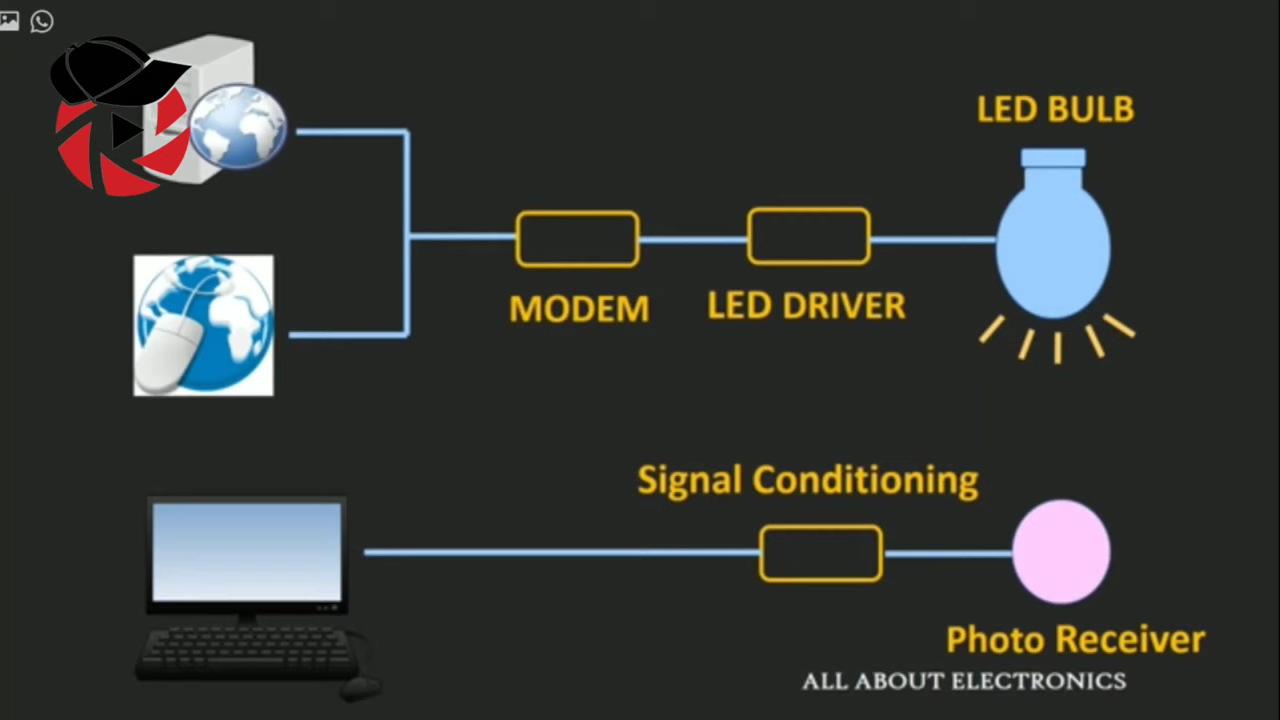 LED BULB
MODEM
LED DRIVER
Signal Conditioning
Photo Receiver
ALL ABOUT ELECTRONICS